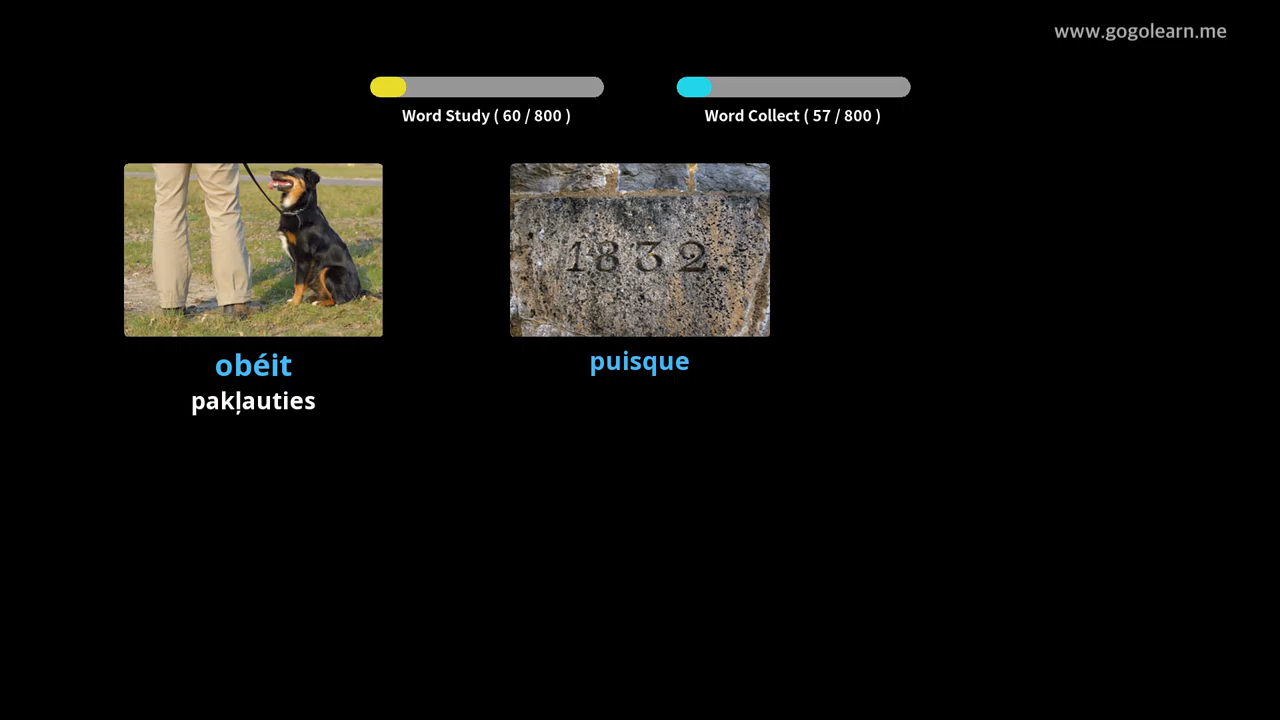 www.gogolearn.me
Word Study ( 60 / 800 )
Word Collect ( 57 / 800 )
1832.
obéit
puisque
pakļauties